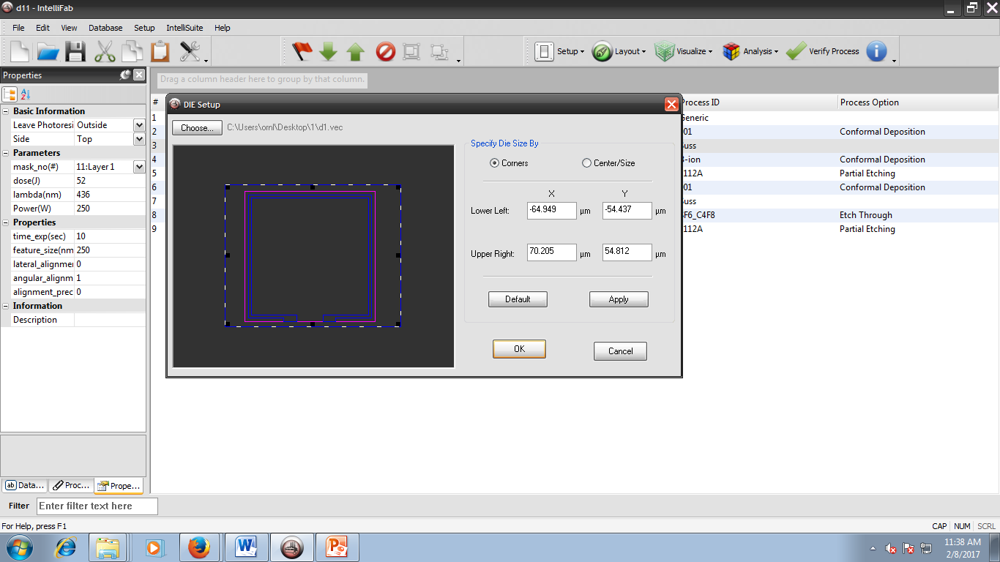 d11 - IntelliFab
File Edit View Database Setup IntelliSuite Help
Setup Layout Visualize Analysis Verify Process
Properties
Drag a column header here to group by that column.
# Process ID Process Option
Basic Information
Leave Photoresi Outside
Side Top
Parameters
mask_no(#) 11:Layer 1
dose(J) 52
lambda(nm) 436
Power(W) 250
Properties
time_exp(sec) 10
feature_size(nm 250
lateral_alignme 0
angular_alignm 1
alignment_prec 0
Information
Description
1 Generic
2 01 Conformal Deposition
3 uss
4 -ion Conformal Deposition
5 112A Partial Etching
6 01 Conformal Deposition
7 uss
8 F6_C4F8 Etch Through
9 112A Partial Etching
DIE Setup
Choose... C:\Users\ornl\Desktop\1\d1.vec
Specify Die Size By
Corners Center/Size
X Y
Lower Left: -64.949 µm -54.437 µm
Upper Right: 70.205 µm 54.812 µm
Default Apply
OK Cancel
Data... Proc... Prope...
Filter Enter filter text here
For Help, press F1 CAP NUM SCRL
11:38 AM
2/8/2017